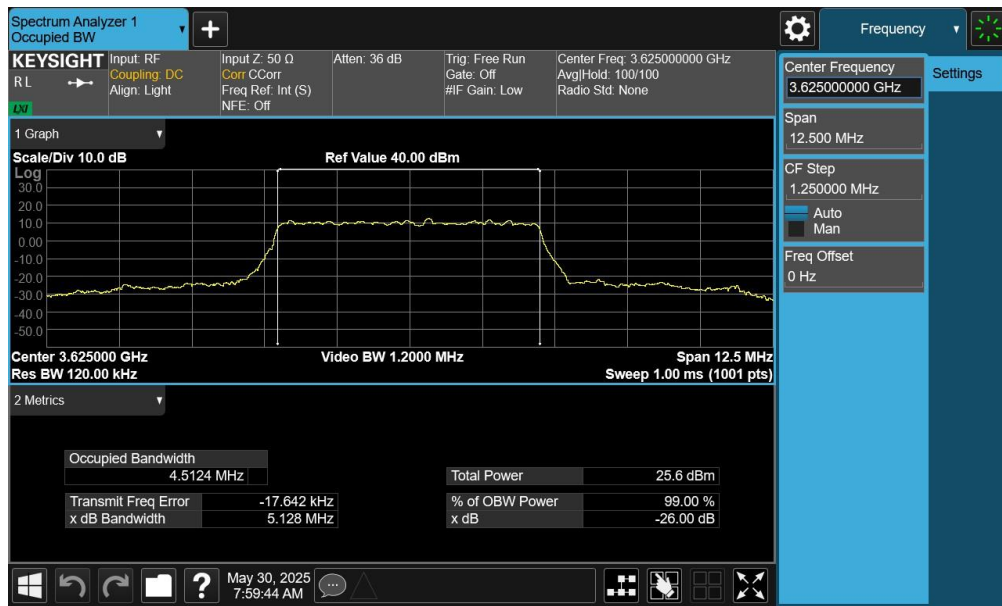 Spectrum Analyzer 1
Occupied BW
+
Frequency
KEYSIGHT
R L
LXI
Input: RF
Coupling: DC
Align: Light
Input Z: 50 Ω
Corr CCorr
Freq Ref: Int (S)
NFE: Off
Atten: 36 dB
Trig: Free Run
Gate: Off
#IF Gain: Low
Center Freq: 3.625000000 GHz
Avg|Hold: 100/100
Radio Std: None
Center Frequency
3.625000000 GHz
Settings
Span
12.500 MHz
CF Step
1.250000 MHz
Auto
Man
Freq Offset
0 Hz
1 Graph
Scale/Div 10.0 dB
Ref Value 40.00 dBm
Log
30.0
20.0
10.0
0.00
-10.0
-20.0
-30.0
-40.0
-50.0
Center 3.625000 GHz
Video BW 1.2000 MHz
Span 12.5 MHz
Res BW 120.00 kHz
Sweep 1.00 ms (1001 pts)
2 Metrics
Occupied Bandwidth
4.5124 MHz
Total Power 25.6 dBm
Transmit Freq Error -17.642 kHz
% of OBW Power 99.00 %
x dB Bandwidth 5.128 MHz
x dB -26.00 dB
?
May 30, 2025
7:59:44 AM